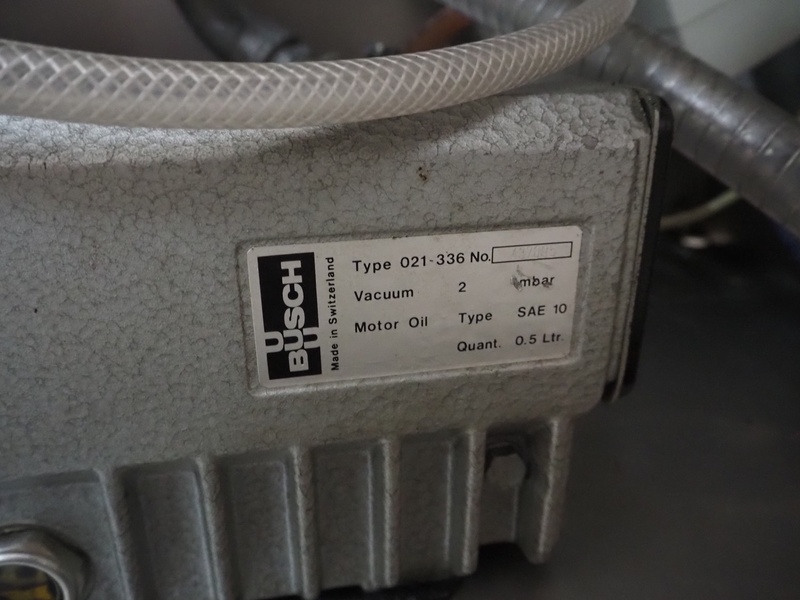 BUSCH
Made in Switzerland
Type 021-336 No.
Vacuum 2 mbar
Motor Oil Type SAE 10
Quant. 0.5 Ltr.